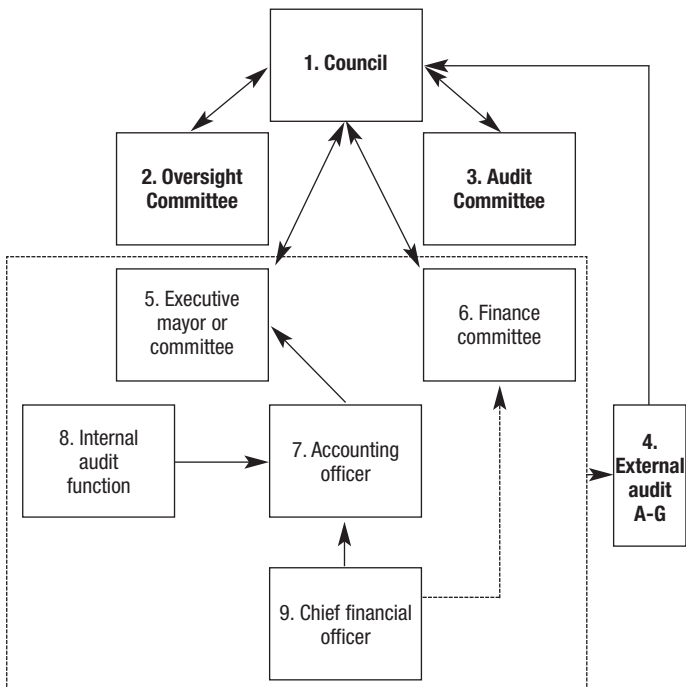 1. Council
2. Oversight
Committee
3. Audit
Committee
5. Executive
mayor or
committee
6. Finance
committee
8. Internal
audit
function
7. Accounting
officer
4.
External
audit
A-G
9. Chief financial
officer